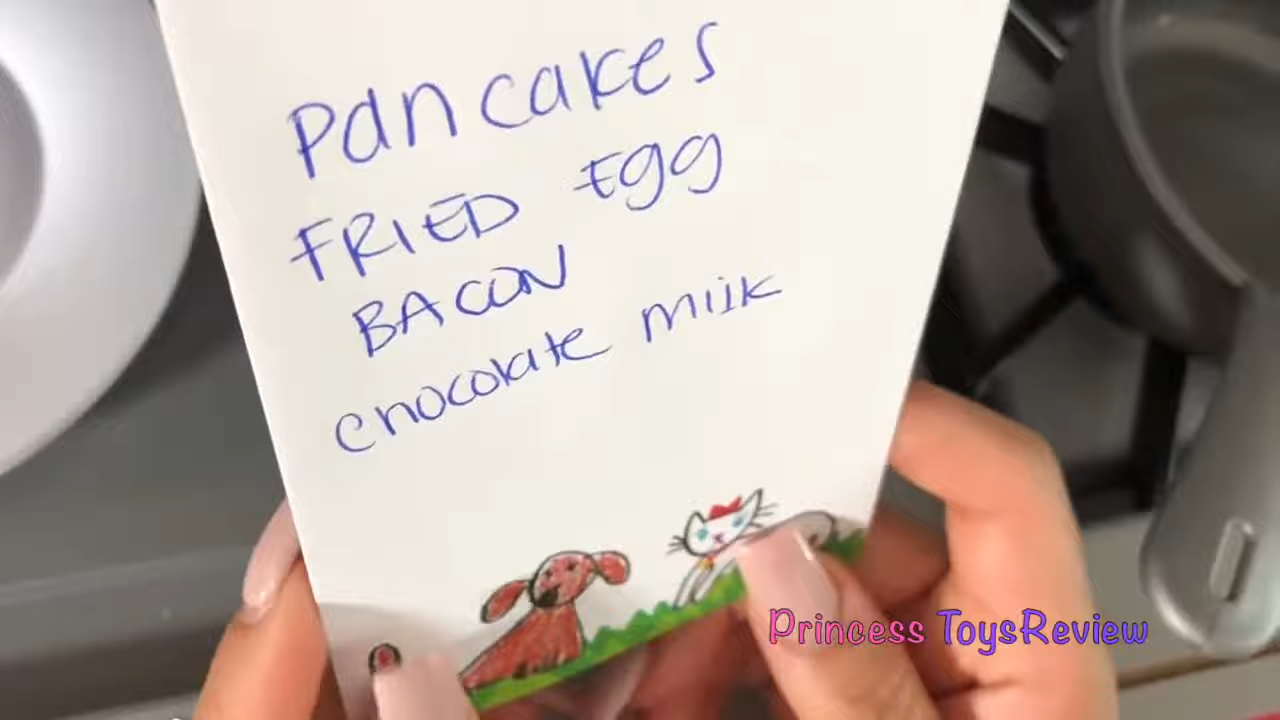 Pancakes
FRIED Egg
BACON
chocolate milk
Princess ToysReview